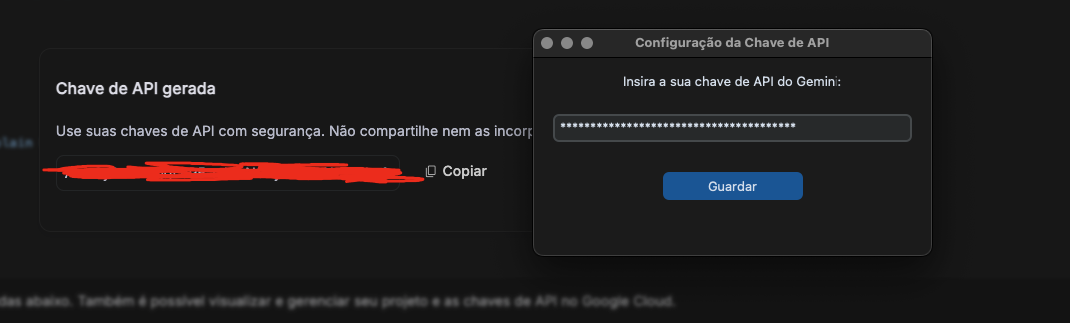 Configuração da Chave de API
Insira a sua chave de API do Gemini:
***************************************
Guardar
Chave de API gerada
Use suas chaves de API com segurança. Não compartilhe nem as incorp
Copiar
das abaixo. Também é possível visualizar e gerenciar seu projeto e as chaves de API no Google Cloud.